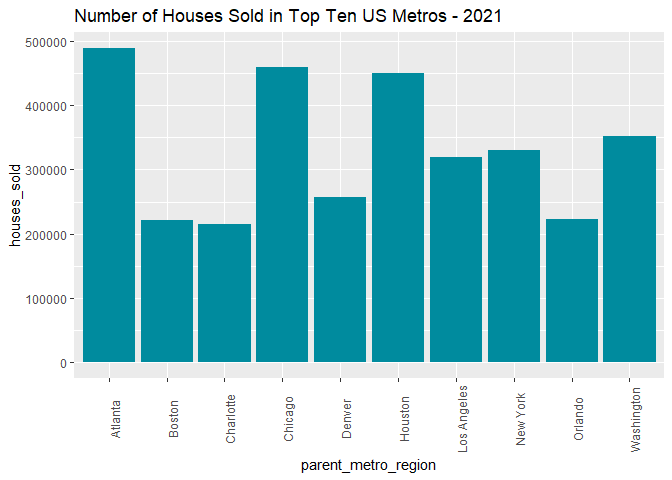 Number of Houses Sold in Top Ten US Metros - 2021
houses_sold
500000
400000
300000
200000
100000
0
Atlanta
Boston
Charlotte
Chicago
Denver
Houston
Los Angeles
New York
Orlando
Washington
parent_metro_region